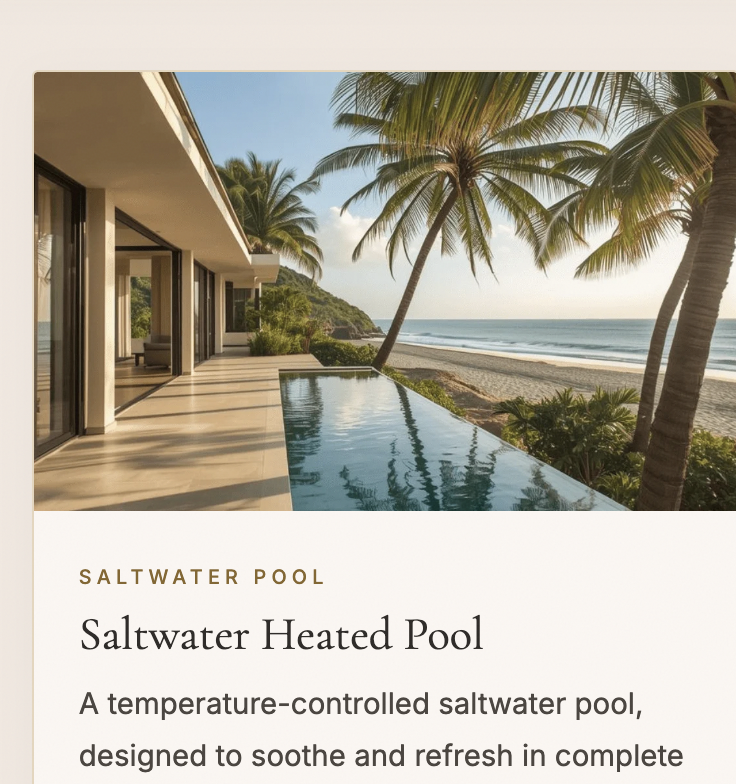 SALTWATER POOL
Saltwater Heated Pool
A temperature-controlled saltwater pool,
designed to soothe and refresh in complete